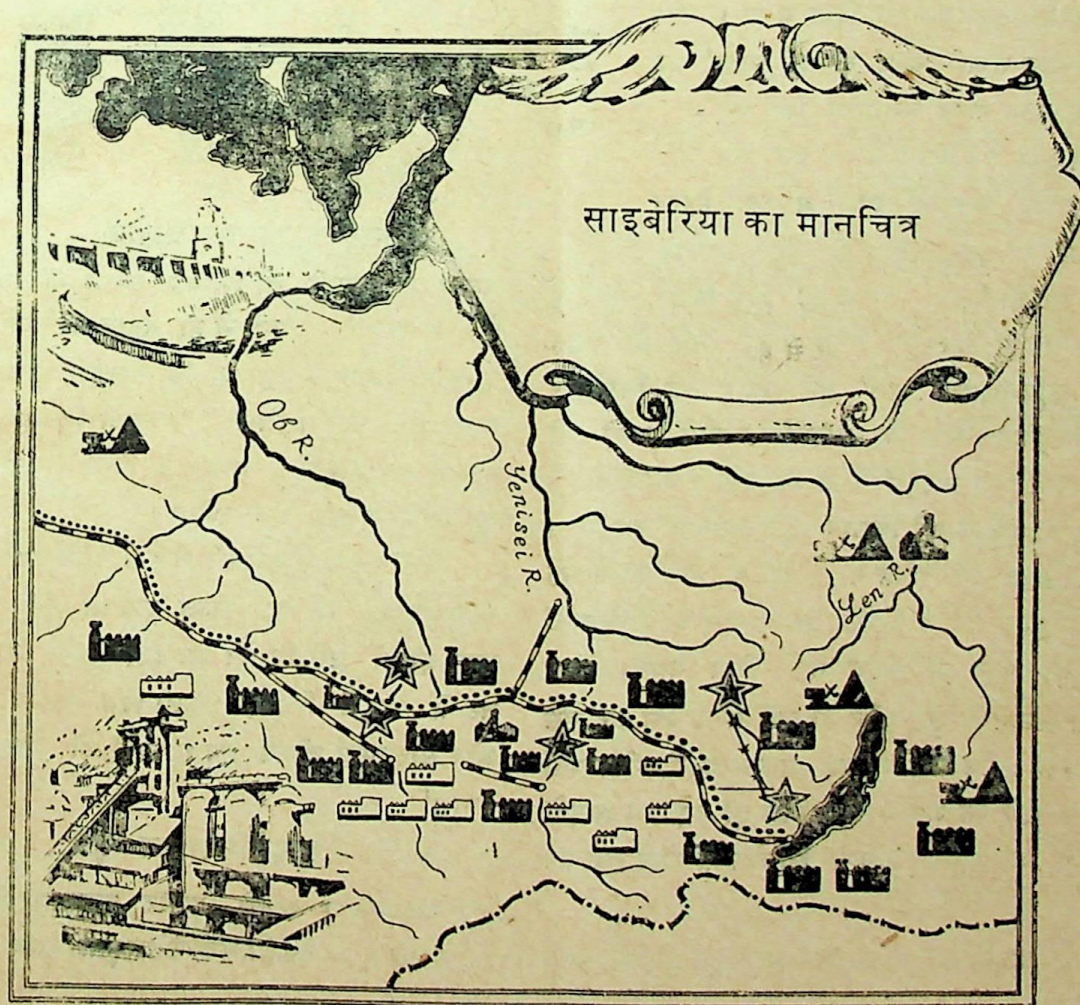 साइबेरिया का मानचित्र
Ob R.
Yenisei R.
Lena R.